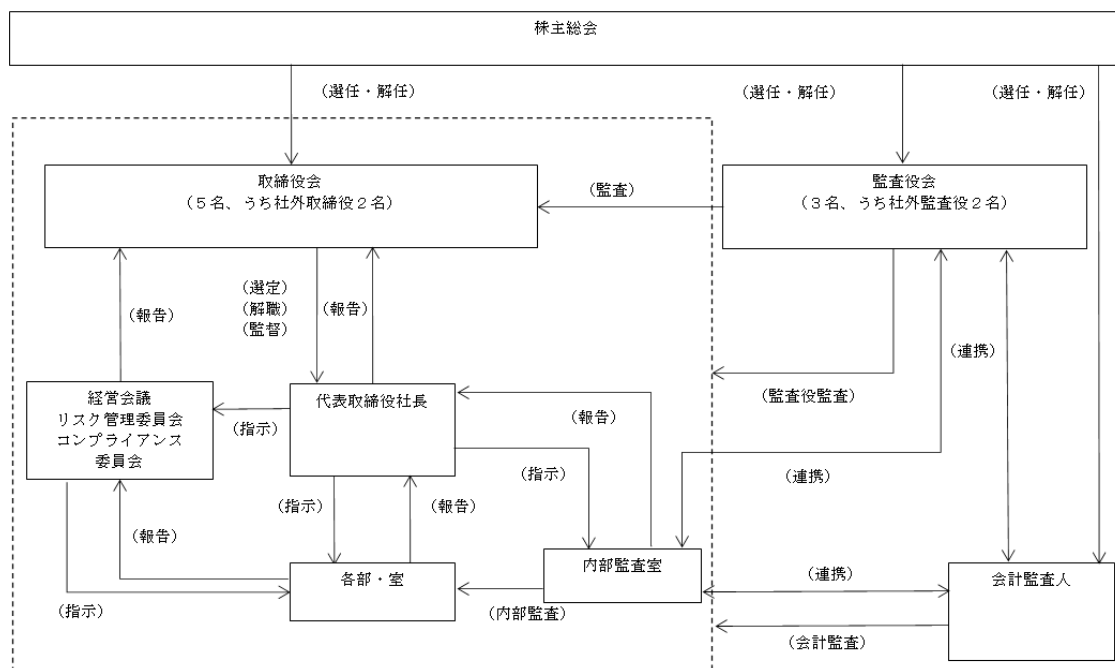 株主総会
（選任・解任）
（選任・解任）
（選任・解任）
取締役会
（５名、うち社外取締役２名）
（監査）
監査役会
（３名、うち社外監査役２名）
（報告）
（選定）
（解職）
（監督）
（報告）
（連携）
経営会議
リスク管理委員会
コンプライアンス
委員会
（指示）
代表取締役社長
（報告）
（監査役監査）
（指示）
（連携）
（報告）
（指示）
（報告）
各部・室
内部監査室
（連携）
会計監査人
（指示）
（内部監査）
（会計監査）